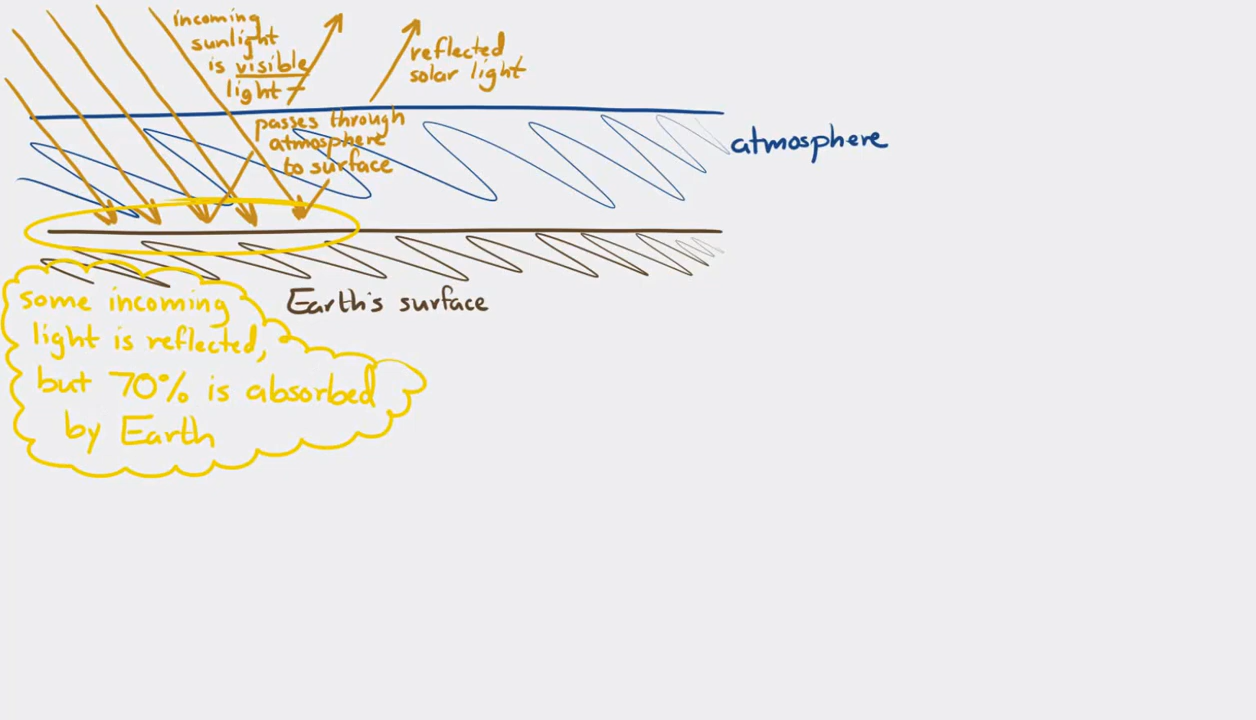 incoming
sunlight
is visible
light –
passes through
atmosphere
to surface
reflected
solar light
atmosphere
Earth's surface
some incoming
light is reflected,
but 70% is absorbed
by Earth